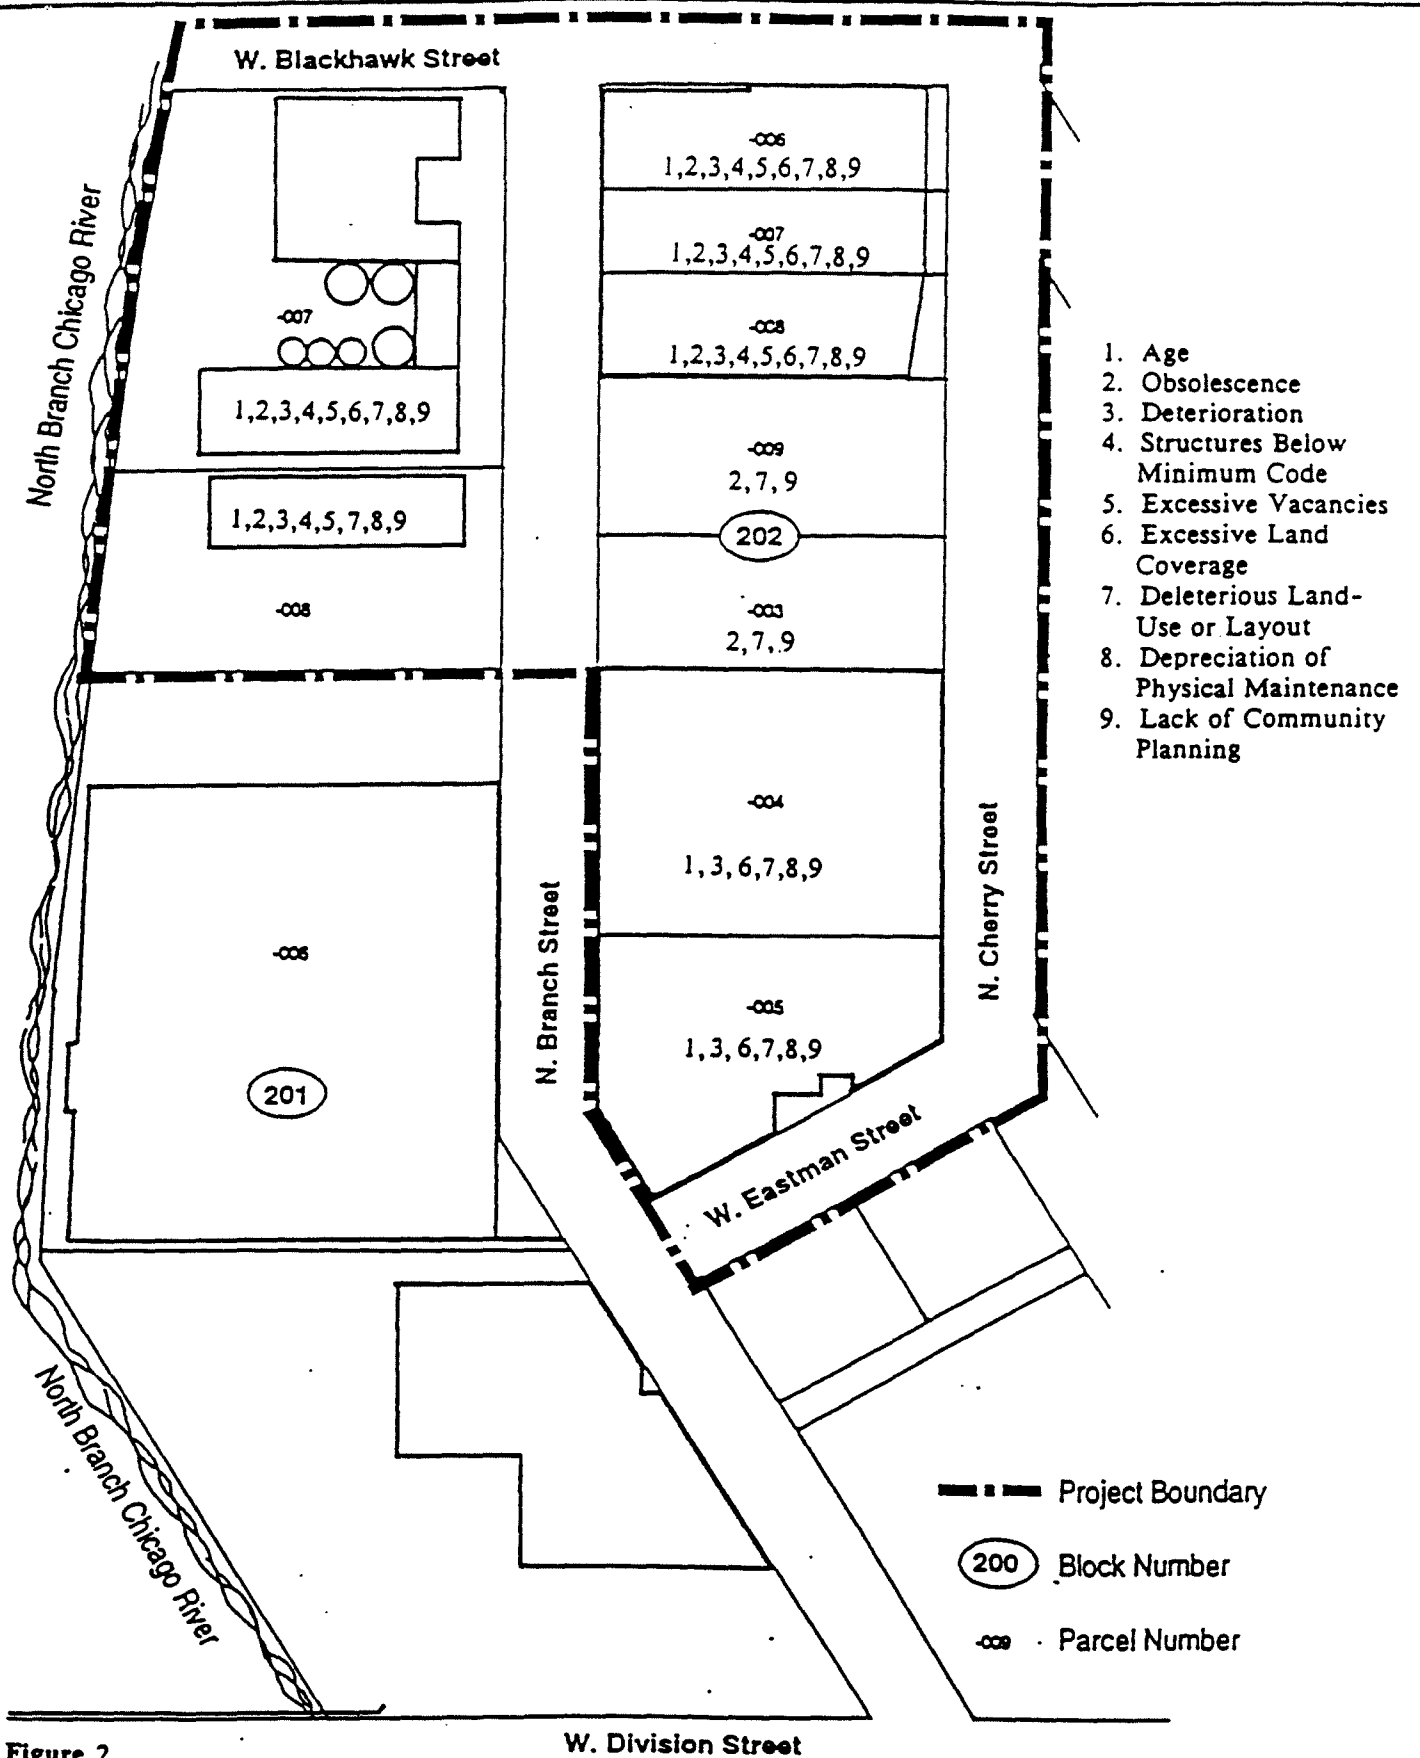 W. Blackhawk Street
North Branch Chicago River
-006
1,2,3,4,5,6,7,8,9
-007
1,2,3,4,5,6,7,8,9
-008
1,2,3,4,5,6,7,8,9
-007
1,2,3,4,5,6,7,8,9
1,2,3,4,5,7,8,9
-008
-009
2,7,9
202
-003
2,7,9
1. Age
2. Obsolescence
3. Deterioration
4. Structures Below
Minimum Code
5. Excessive Vacancies
6. Excessive Land
Coverage
7. Deleterious Land-
Use or Layout
8. Depreciation of
Physical Maintenance
9. Lack of Community
Planning
-004
1,3,6,7,8,9
N. Cherry Street
N. Branch Street
-006
201
-005
1,3,6,7,8,9
W. Eastman Street
North Branch Chicago River
Project Boundary
200 Block Number
-009 Parcel Number
W. Division Street
Figure 2